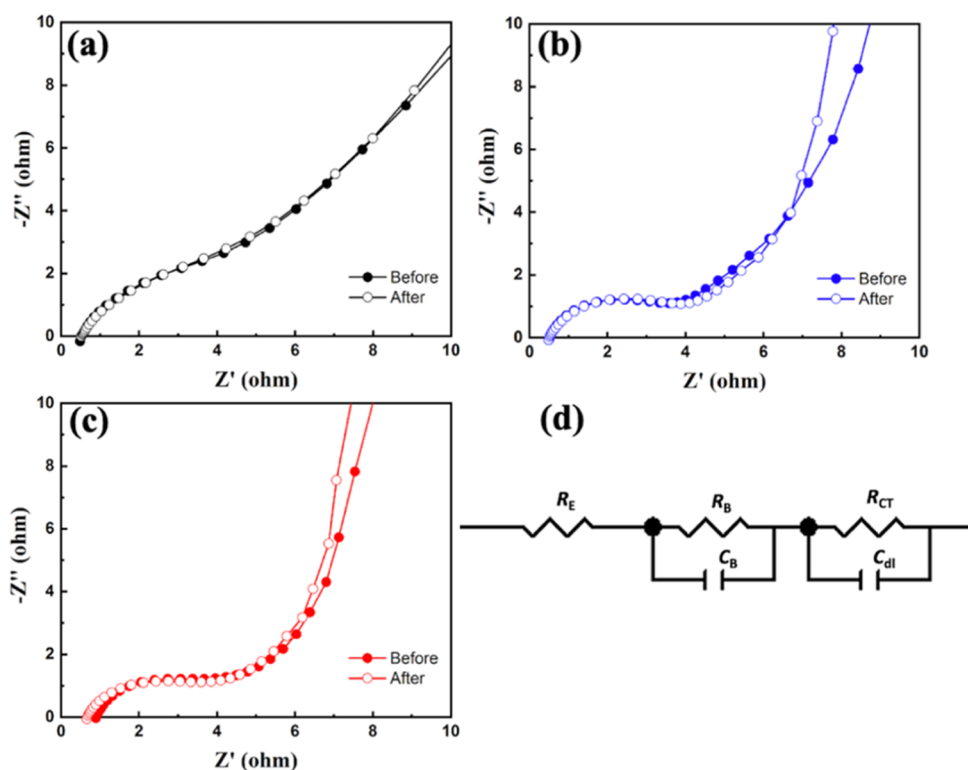 (a)
10
8
6
4
2
0
-Z'' (ohm)
Before
After
0 2 4 6 8 10
Z' (ohm)
(b)
10
8
6
4
2
0
-Z'' (ohm)
Before
After
0 2 4 6 8 10
Z' (ohm)
(c)
10
8
6
4
2
0
-Z'' (ohm)
Before
After
0 2 4 6 8 10
Z' (ohm)
(d)
RE RB RCT
CB Cdl